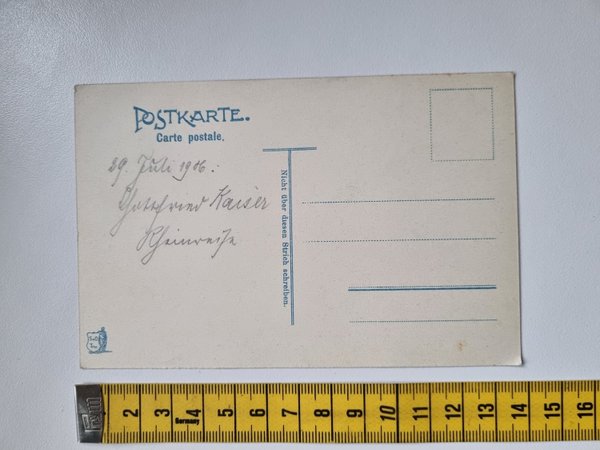 POSTKARTE.
Carte postale.
29. Juli 1906.
Gottfried Kaiser
Rheinreise
Nicht über diesen Strich schreiben.
2 3 4 5 6 7 8 9 10 11 12 13 14 15 16
Germany